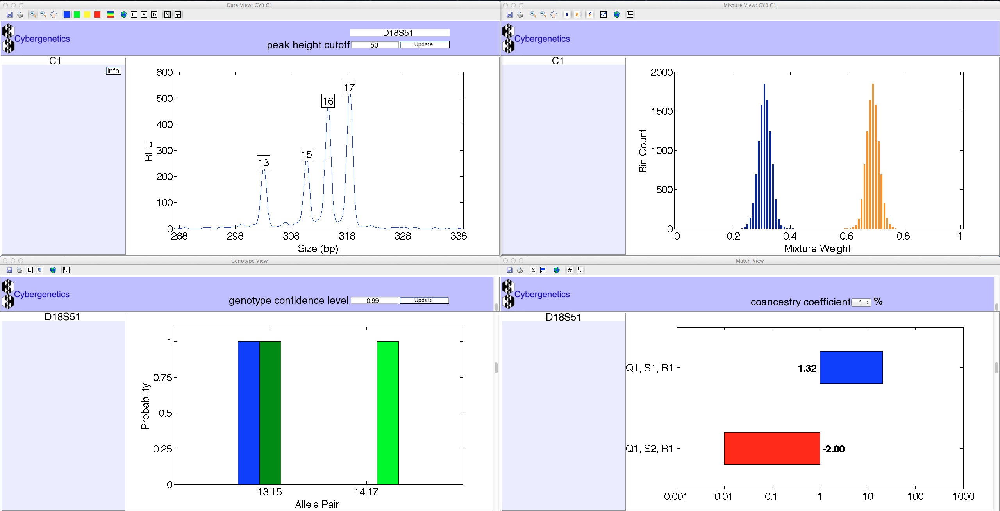 Data View: CYB C1
L S D N
Cybergenetics
D18S51
peak height cutoff 50 Update
C1
Info
600
500
400
300
200
100
0
RFU
13
15
16
17
288 298 308 318 328 338
Size (bp)
Mixture View: CYB C1
1 2
Cybergenetics
C1
2000
1500
1000
500
0
Bin Count
0 0.2 0.4 0.6 0.8 1
Mixture Weight
Genotype View
L
Cybergenetics
genotype confidence level 0.99 Update
D18S51
1
0.75
0.5
0.25
0
Probability
13,15 14,17
Allele Pair
Match View
Σ #
Cybergenetics
coancestry coefficient 1 %
D18S51
Q1, S1, R1 1.32
Q1, S2, R1 -2.00
0.001 0.01 0.1 1 10 100 1000